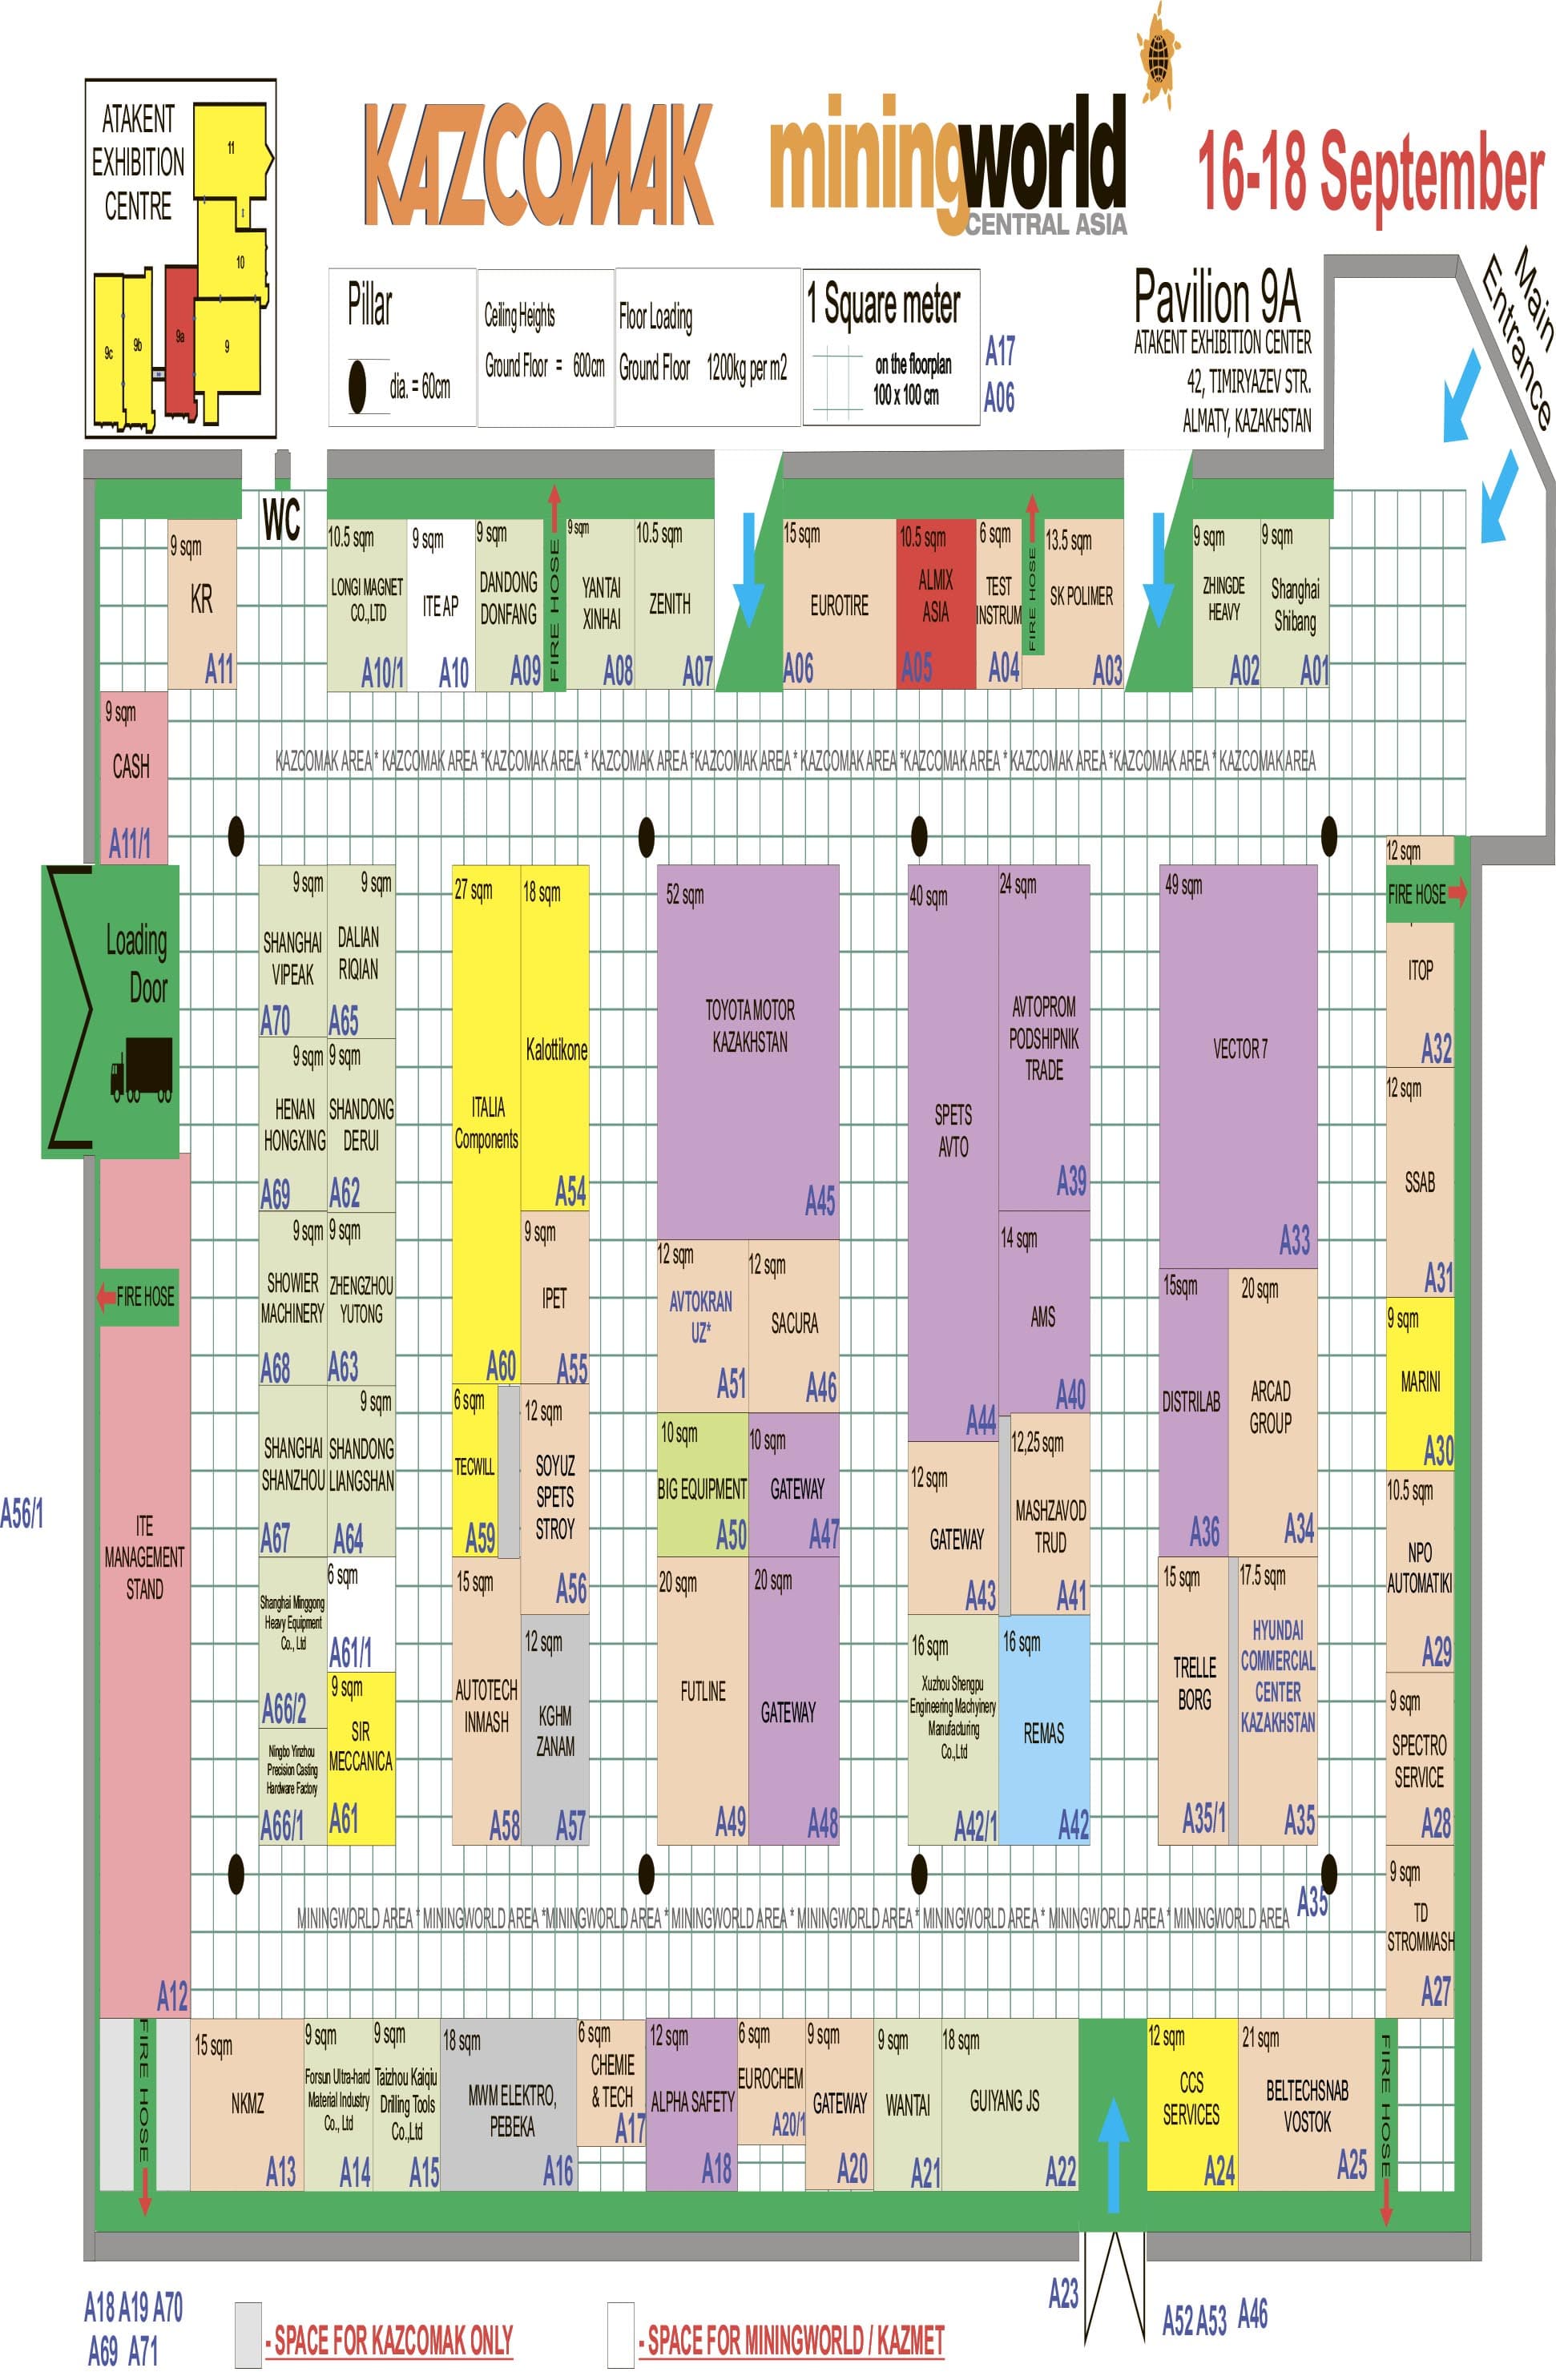 ATAKENT
EXHIBITION
CENTRE
11
8
10
9c
9b
9a
9
KAZCOMAK
miningworld
CENTRAL ASIA
16-18 September
Pillar
dia. = 60cm
Ceiling Heights
Ground Floor = 600cm
Floor Loading
Ground Floor 1200kg per m2
1 Square meter
on the floorplan
100 x 100 cm
A17
A06
Pavilion 9A
ATAKENT EXHIBITION CENTER
42, TIMIRYAZEV STR.
ALMATY, KAZAKHSTAN
Main
Entrance
WC
9 sqm
KR
A11
10.5 sqm
LONGI MAGNET
CO.,LTD
A10/1
9 sqm
ITE AP
A10
9 sqm
DANDONG
DONFANG
A09
FIRE HOSE
9 sqm
YANTAI
XINHAI
A08
10.5 sqm
ZENITH
A07
15 sqm
EUROTIRE
A06
10.5 sqm
ALMIX
ASIA
A05
6 sqm
TEST
INSTRUM
A04
FIRE HOSE
13.5 sqm
SK POLIMER
A03
9 sqm
ZHINGDE
HEAVY
A02
9 sqm
Shanghai
Shibang
A01
9 sqm
CASH
A11/1
KAZCOMAK AREA * KAZCOMAK AREA *KAZCOMAK AREA * KAZCOMAK AREA *KAZCOMAK AREA * KAZCOMAK AREA *KAZCOMAK AREA * KAZCOMAK AREA *KAZCOMAK AREA * KAZCOMAK AREA
Loading
Door
9 sqm
SHANGHAI
VIPEAK
A70
9 sqm
DALIAN
RIQIAN
A65
9 sqm
HENAN
HONGXING
A69
9 sqm
SHANDONG
DERUI
A62
9 sqm
SHOWIER
MACHINERY
A68
9 sqm
ZHENGZHOU
YUTONG
A63
SHANGHAI
SHANZHOU
A67
9 sqm
SHANDONG
LIANGSHAN
A64
Shanghai Minggong
Heavy Equipment
Co., Ltd
A66/2
6 sqm
A61/1
Ningbo Yinzhou
Precision Casting
Hardware Factory
A66/1
9 sqm
SIR
MECCANICA
A61
27 sqm
ITALIA
Components
A60
18 sqm
Kalottikone
A54
9 sqm
IPET
A55
6 sqm
TECWILL
A59
12 sqm
SOYUZ
SPETS
STROY
A56
15 sqm
AUTOTECH
INMASH
A58
12 sqm
KGHM
ZANAM
A57
52 sqm
TOYOTA MOTOR
KAZAKHSTAN
A45
12 sqm
AVTOKRAN
UZ*
A51
12 sqm
SACURA
A46
10 sqm
BIG EQUIPMENT
A50
10 sqm
GATEWAY
A47
20 sqm
FUTLINE
A49
20 sqm
GATEWAY
A48
40 sqm
SPETS
AVTO
A44
24 sqm
AVTOPROM
PODSHIPNIK
TRADE
A39
14 sqm
AMS
A40
12 sqm
GATEWAY
A43
12,25 sqm
MASHZAVOD
TRUD
A41
16 sqm
Xuzhou Shengpu
Engineering Machyinery
Manufacturing
Co.,Ltd
A42/1
16 sqm
REMAS
A42
49 sqm
VECTOR 7
A33
15sqm
DISTRILAB
A36
20 sqm
ARCAD
GROUP
A34
15 sqm
TRELLE
BORG
A35/1
17.5 sqm
HYUNDAI
COMMERCIAL
CENTER
KAZAKHSTAN
A35
12 sqm
FIRE HOSE
ITOP
A32
12 sqm
SSAB
A31
9 sqm
MARINI
A30
10.5 sqm
NPO
AUTOMATIKI
A29
9 sqm
SPECTRO
SERVICE
A28
9 sqm
TD
STROMMASH
A27
FIRE HOSE
ITE
MANAGEMENT
STAND
A12
A56/1
A35
MININGWORLD AREA * MININGWORLD AREA *MININGWORLD AREA * MININGWORLD AREA * MININGWORLD AREA * MININGWORLD AREA * MININGWORLD AREA * MININGWORLD AREA
FIRE HOSE
15 sqm
NKMZ
A13
9 sqm
Forsun Ultra-hard
Material Industry
Co., Ltd
A14
9 sqm
Taizhou Kaiqiu
Drilling Tools
Co.,Ltd
A15
18 sqm
MWM ELEKTRO,
PEBEKA
A16
6 sqm
CHEMIE
& TECH
A17
12 sqm
ALPHA SAFETY
A18
6 sqm
EUROCHEM
A20/1
9 sqm
GATEWAY
A20
9 sqm
WANTAI
A21
18 sqm
GUIYANG JS
A22
12 sqm
CCS
SERVICES
A24
21 sqm
BELTECHSNAB
VOSTOK
A25
FIRE HOSE
A18 A19 A70
A69 A71
- SPACE FOR KAZCOMAK ONLY
- SPACE FOR MININGWORLD / KAZMET
A23
A52 A53 A46